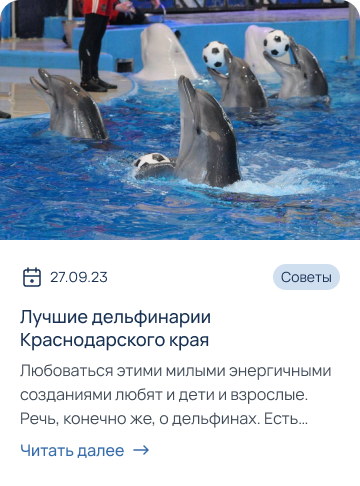 27.09.23
Советы
Лучшие дельфинарии
Краснодарского края
Любоваться этими милыми энергичными
созданиями любят и дети и взрослые.
Речь, конечно же, о дельфинах. Есть...
Читать далее →